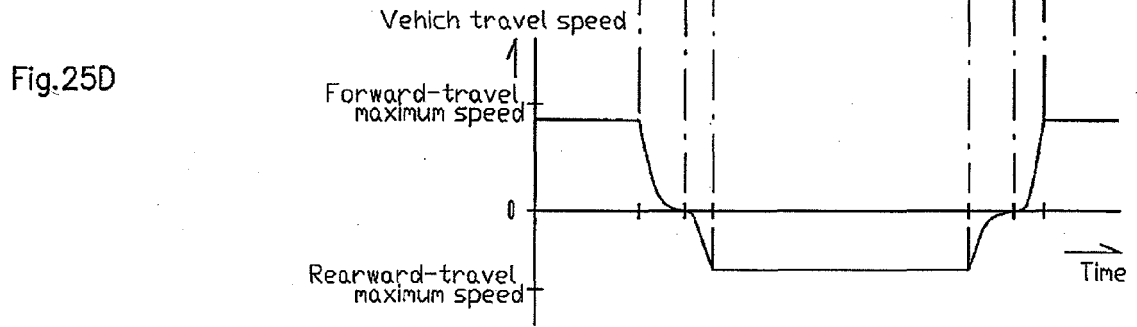 Vehich travel speed
Fig.25D
Forward-travel
maximum speed
0
Time
Rearward-travel
maximum speed